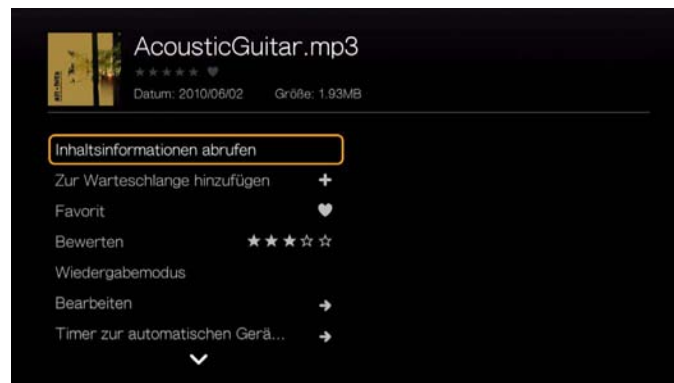 AcousticGuitar.mp3
Datum: 2010/06/02 Größe: 1.93MB
Inhaltsinformationen abrufen
Zur Warteschlange hinzufügen
Favorit
Bewerten
Wiedergabemodus
Bearbeiten
Timer zur automatischen Gerä...